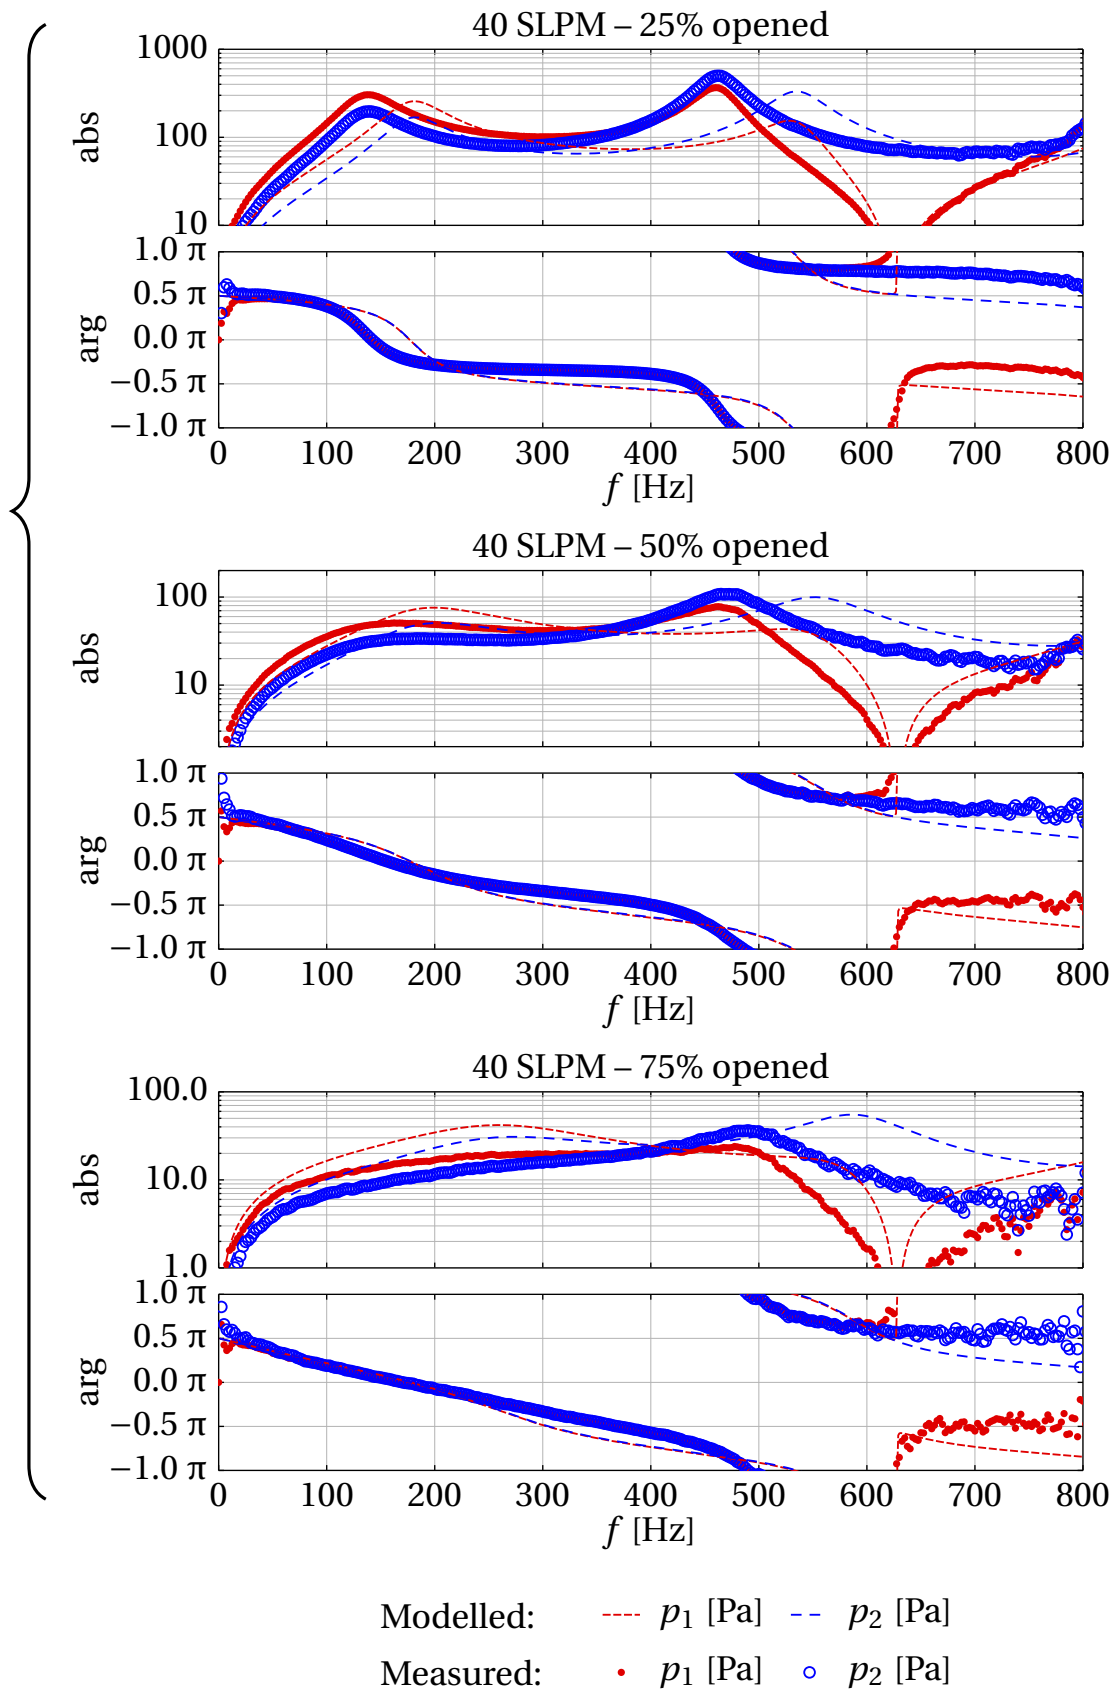 40 SLPM – 25% opened
1000
100
10
abs
1.0 π
0.5 π
0.0 π
−0.5 π
−1.0 π
arg
0 100 200 300 400 500 600 700 800
f [Hz]
40 SLPM – 50% opened
100
10
abs
1.0 π
0.5 π
0.0 π
−0.5 π
−1.0 π
arg
0 100 200 300 400 500 600 700 800
f [Hz]
40 SLPM – 75% opened
100.0
10.0
1.0
abs
1.0 π
0.5 π
0.0 π
−0.5 π
−1.0 π
arg
0 100 200 300 400 500 600 700 800
f [Hz]
Modelled: p₁ [Pa] p₂ [Pa]
Measured: p₁ [Pa] p₂ [Pa]